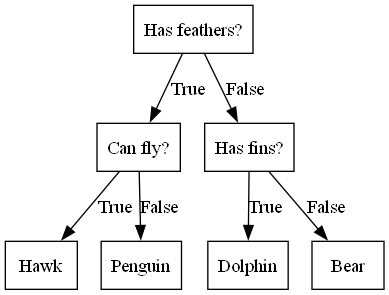 Has feathers?
True
False
Can fly?
Has fins?
True
False
True
False
Hawk
Penguin
Dolphin
Bear